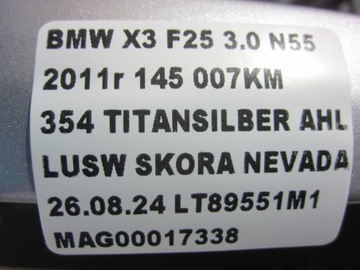 BMW X3 F25 3.0 N55
2011r 145 007KM
354 TITANSILBER AHL
LUSW SKORA NEVADA
26.08.24 LT89551M1
MAG00017338